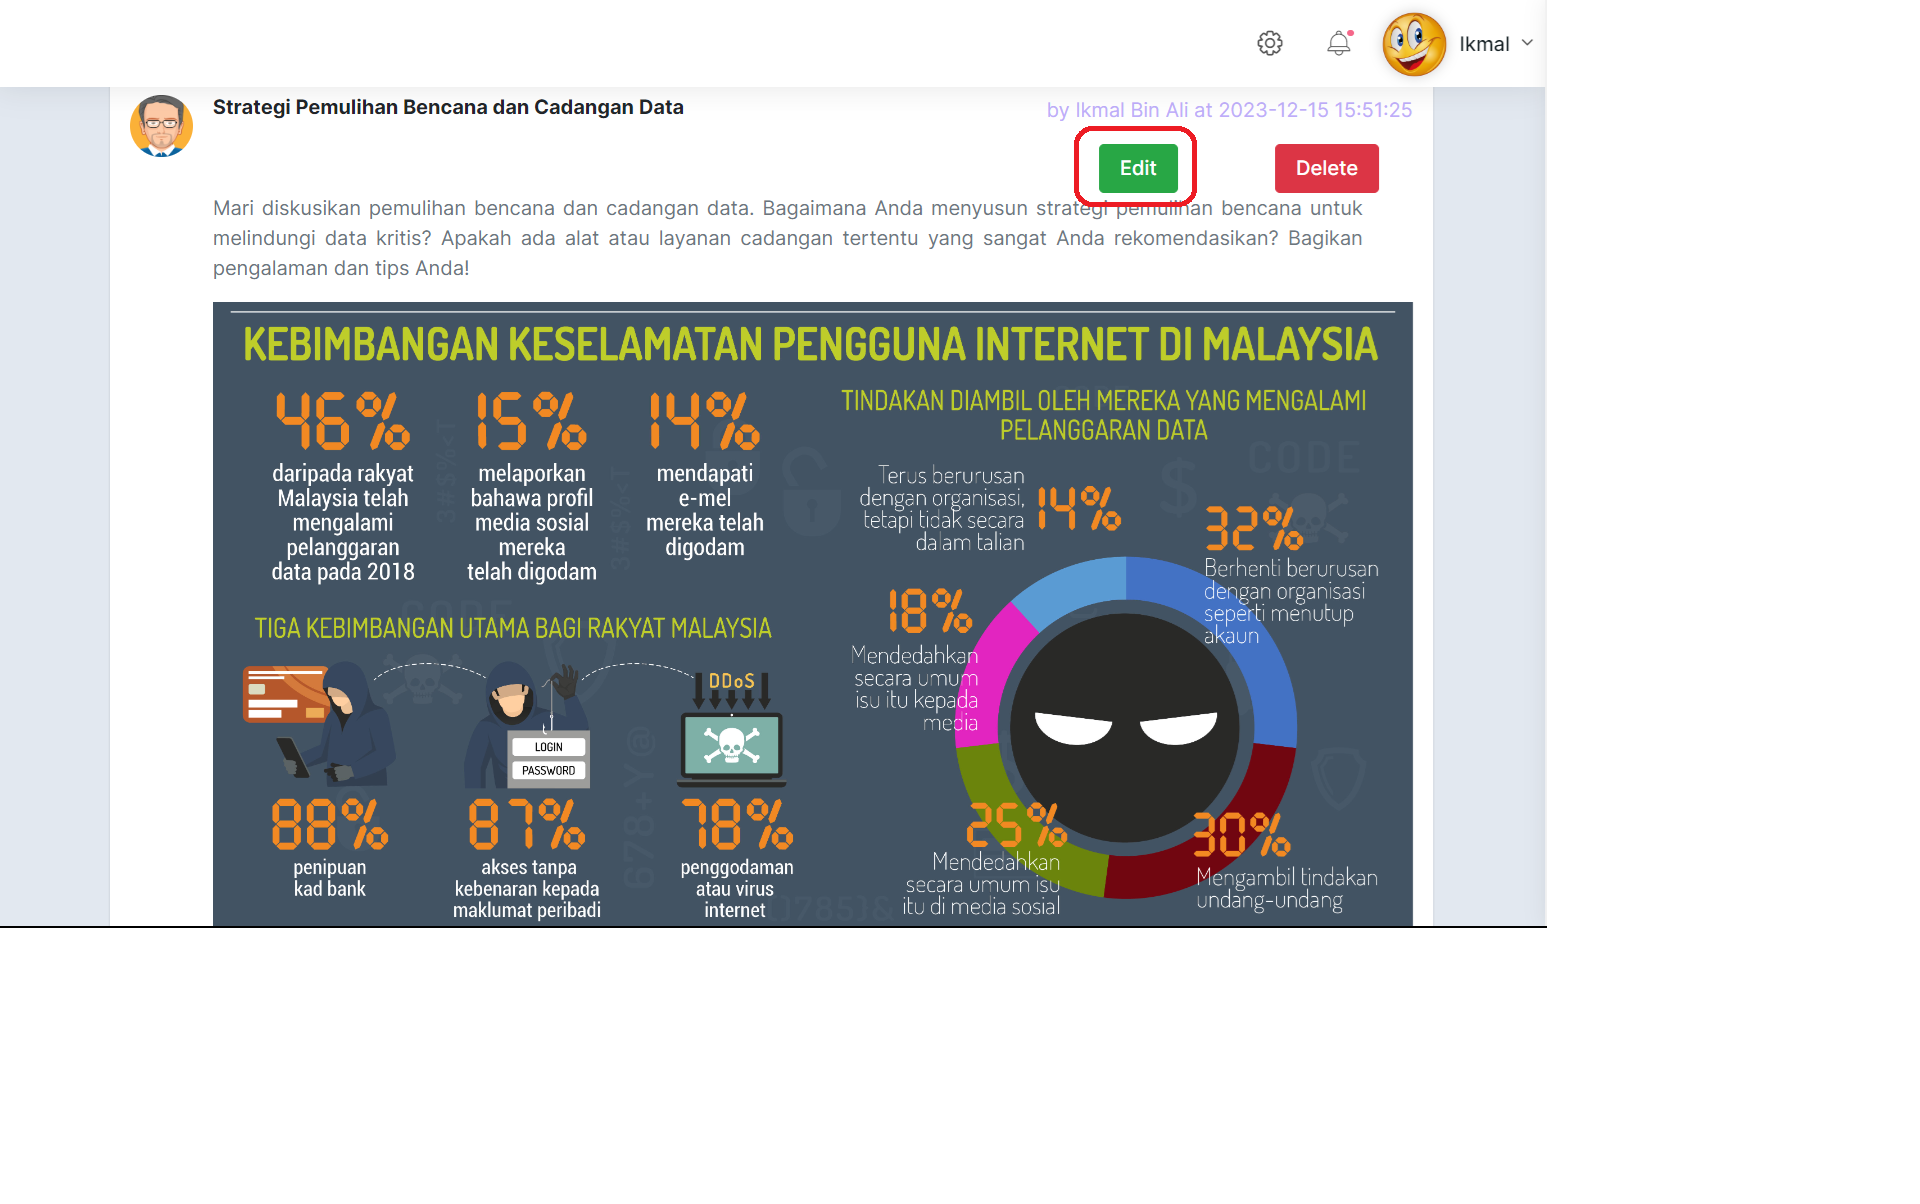 Ikmal
Strategi Pemulihan Bencana dan Cadangan Data
by Ikmal Bin Ali at 2023-12-15 15:51:25
Edit
Delete
Mari diskusikan pemulihan bencana dan cadangan data. Bagaimana Anda menyusun strategi pemulihan bencana untuk
melindungi data kritis? Apakah ada alat atau layanan cadangan tertentu yang sangat Anda rekomendasikan? Bagikan
pengalaman dan tips Anda!
KEBIMBANGAN KESELAMATAN PENGGUNA INTERNET DI MALAYSIA
46%
daripada rakyat
Malaysia telah
mengalami
pelanggaran
data pada 2018
15%
melaporkan
bahawa profil
media sosial
mereka
telah digodam
14%
mendapati
e-mel
mereka telah
digodam
TIGA KEBIMBANGAN UTAMA BAGI RAKYAT MALAYSIA
LOGIN
PASSWORD
DDoS
88%
penipuan
kad bank
87%
akses tanpa
kebenaran kepada
maklumat peribadi
78%
penggodaman
atau virus
internet
TINDAKAN DIAMBIL OLEH MEREKA YANG MENGALAMI
PELANGGARAN DATA
Terus berurusan
dengan organisasi,
tetapi tidak secara
dalam talian
14%
32%
Berhenti berurusan
dengan organisasi
seperti menutup
akaun
18%
Mendedahkan
secara umum
isu itu kepada
media
25%
Mendedahkan
secara umum isu
itu di media sosial
30%
Mengambil tindakan
undang-undang
CODE
CODE
3#$%<T
3#$%<T
678+Y@